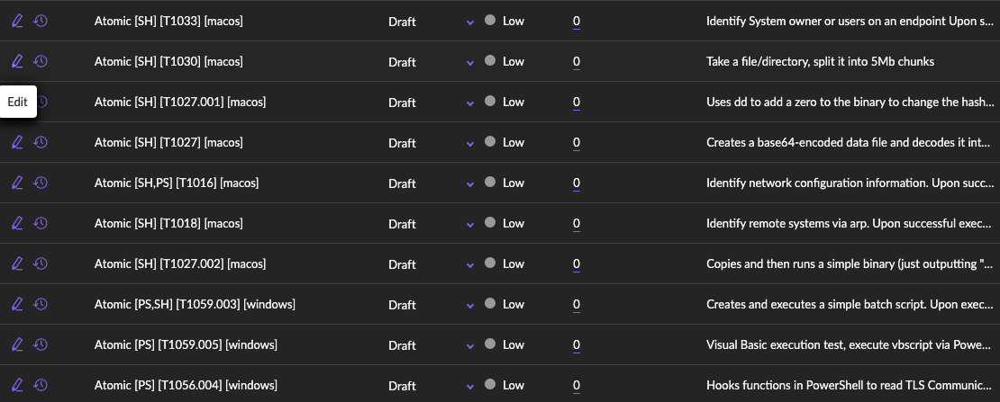 Atomic [SH] [T1033] [macos] Draft Low 0 Identify System owner or users on an endpoint Upon s...
Atomic [SH] [T1030] [macos] Draft Low 0 Take a file/directory, split it into 5Mb chunks
Edit Atomic [SH] [T1027.001] [macos] Draft Low 0 Uses dd to add a zero to the binary to change the hash...
Atomic [SH] [T1027] [macos] Draft Low 0 Creates a base64-encoded data file and decodes it int...
Atomic [SH,PS] [T1016] [macos] Draft Low 0 Identify network configuration information. Upon succ...
Atomic [SH] [T1018] [macos] Draft Low 0 Identify remote systems via arp. Upon successful exec...
Atomic [SH] [T1027.002] [macos] Draft Low 0 Copies and then runs a simple binary (just outputting "...
Atomic [PS,SH] [T1059.003] [windows] Draft Low 0 Creates and executes a simple batch script. Upon exec...
Atomic [PS] [T1059.005] [windows] Draft Low 0 Visual Basic execution test, execute vbscript via Powe...
Atomic [PS] [T1056.004] [windows] Draft Low 0 Hooks functions in PowerShell to read TLS Communic...